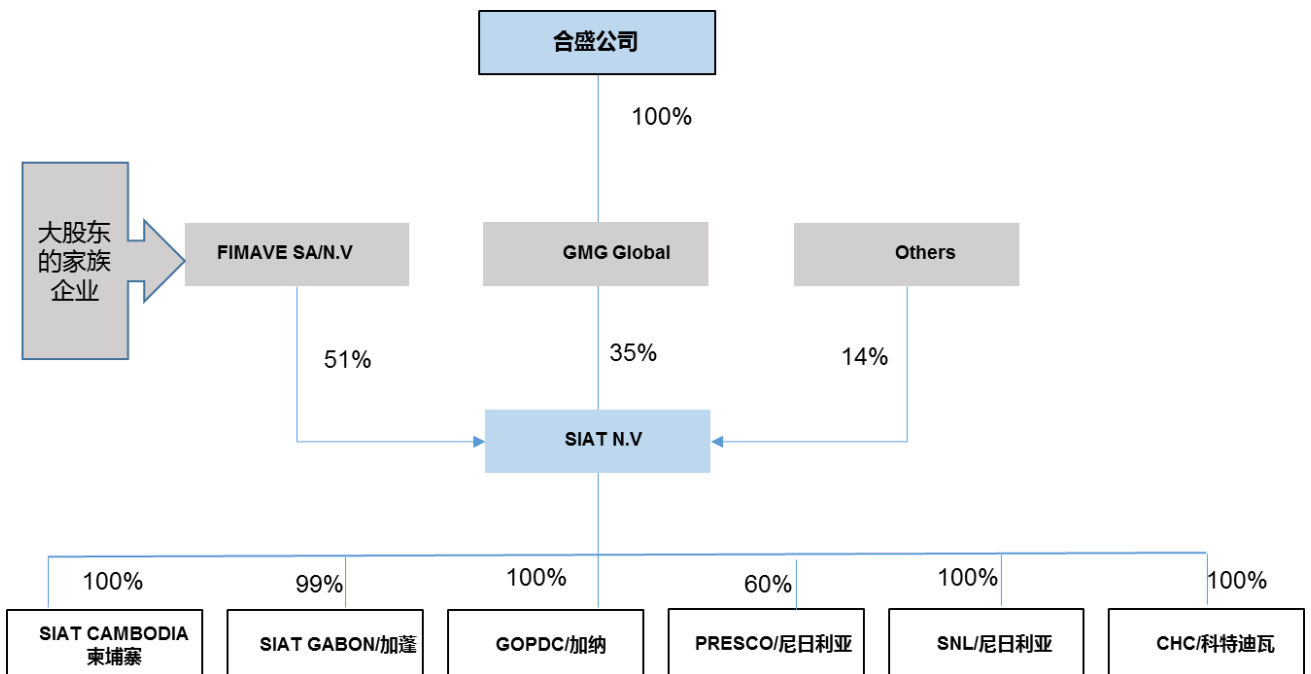 合盛公司
100%
大股东
的家族
企业
FIMAVE SA/N.V
GMG Global
Others
51%
35%
14%
SIAT N.V
100%
99%
100%
60%
100%
100%
SIAT CAMBODIA
柬埔寨
SIAT GABON/加蓬
GOPDC/加纳
PRESCO/尼日利亚
SNL/尼日利亚
CHC/科特迪瓦